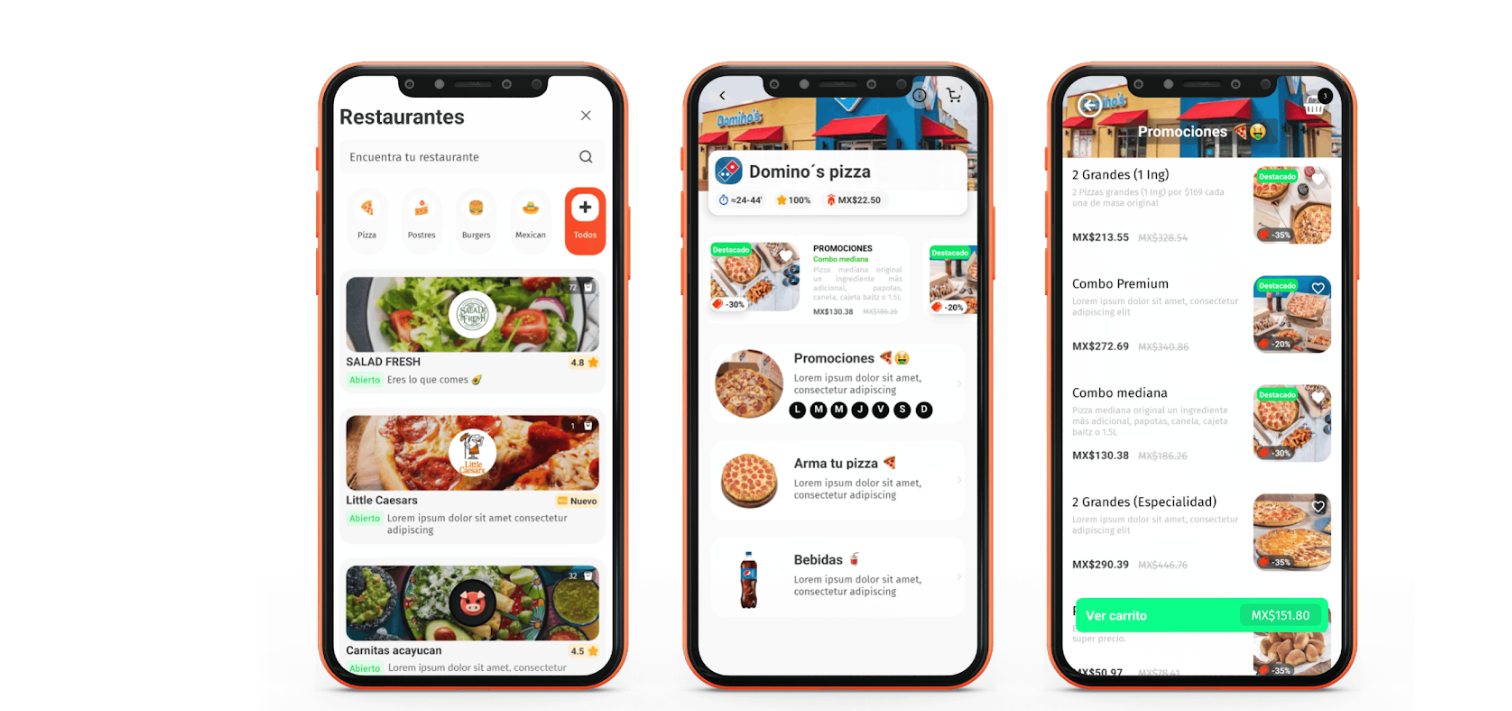 Restaurantes
Encuentra tu restaurante
Pizza
Postres
Burgers
Mexican
Todos
72
SALAD FRESH
SALAD FRESH
4.8
Abierto
Eres lo que comes 🥑
1
Little Caesars
Little Caesars
Nuevo
Abierto
Lorem ipsum dolor sit amet consectetur
adipiscing
32
Carnitas acayucan
4.5
Abierto
Lorem ipsum dolor sit amet consectetur
Domino's
Domino´s pizza
≈24-44'
100%
MX$22.50
Destacado
-30%
PROMOCIONES
Combo mediana
Pizza mediana original
un ingrediente más
adicional, papotas,
canela, cajeta baitz o 1.5L
MX$130.38 MX$186.26
Destacado
-20%
Promociones 🍕🤑
Lorem ipsum dolor sit amet,
consectetur adipiscing
L M M J V S D
Arma tu pizza 🍕
Lorem ipsum dolor sit amet,
consectetur adipiscing
Bebidas 🥤
Lorem ipsum dolor sit amet,
consectetur adipiscing
3
Promociones 🍕🤑
2 Grandes (1 Ing)
2 Pizzas grandes (1 Ing) por $169 cada
una de masa original
MX$213.55 MX$328.54
Destacado
-35%
Combo Premium
Lorem ipsum dolor sit amet, consectetur
adipiscing elit
MX$272.69 MX$340.86
Destacado
-20%
Combo mediana
Pizza mediana original un ingrediente
más adicional, papotas, canela, cajeta
baitz o 1.5L
MX$130.38 MX$186.26
Destacado
-30%
2 Grandes (Especialidad)
Lorem ipsum dolor sit amet, consectetur
adipiscing elit
MX$290.39 MX$446.76
-35%
Ver carrito
MX$151.80
super precio.
MX$50.97 MX$78.41
-35%